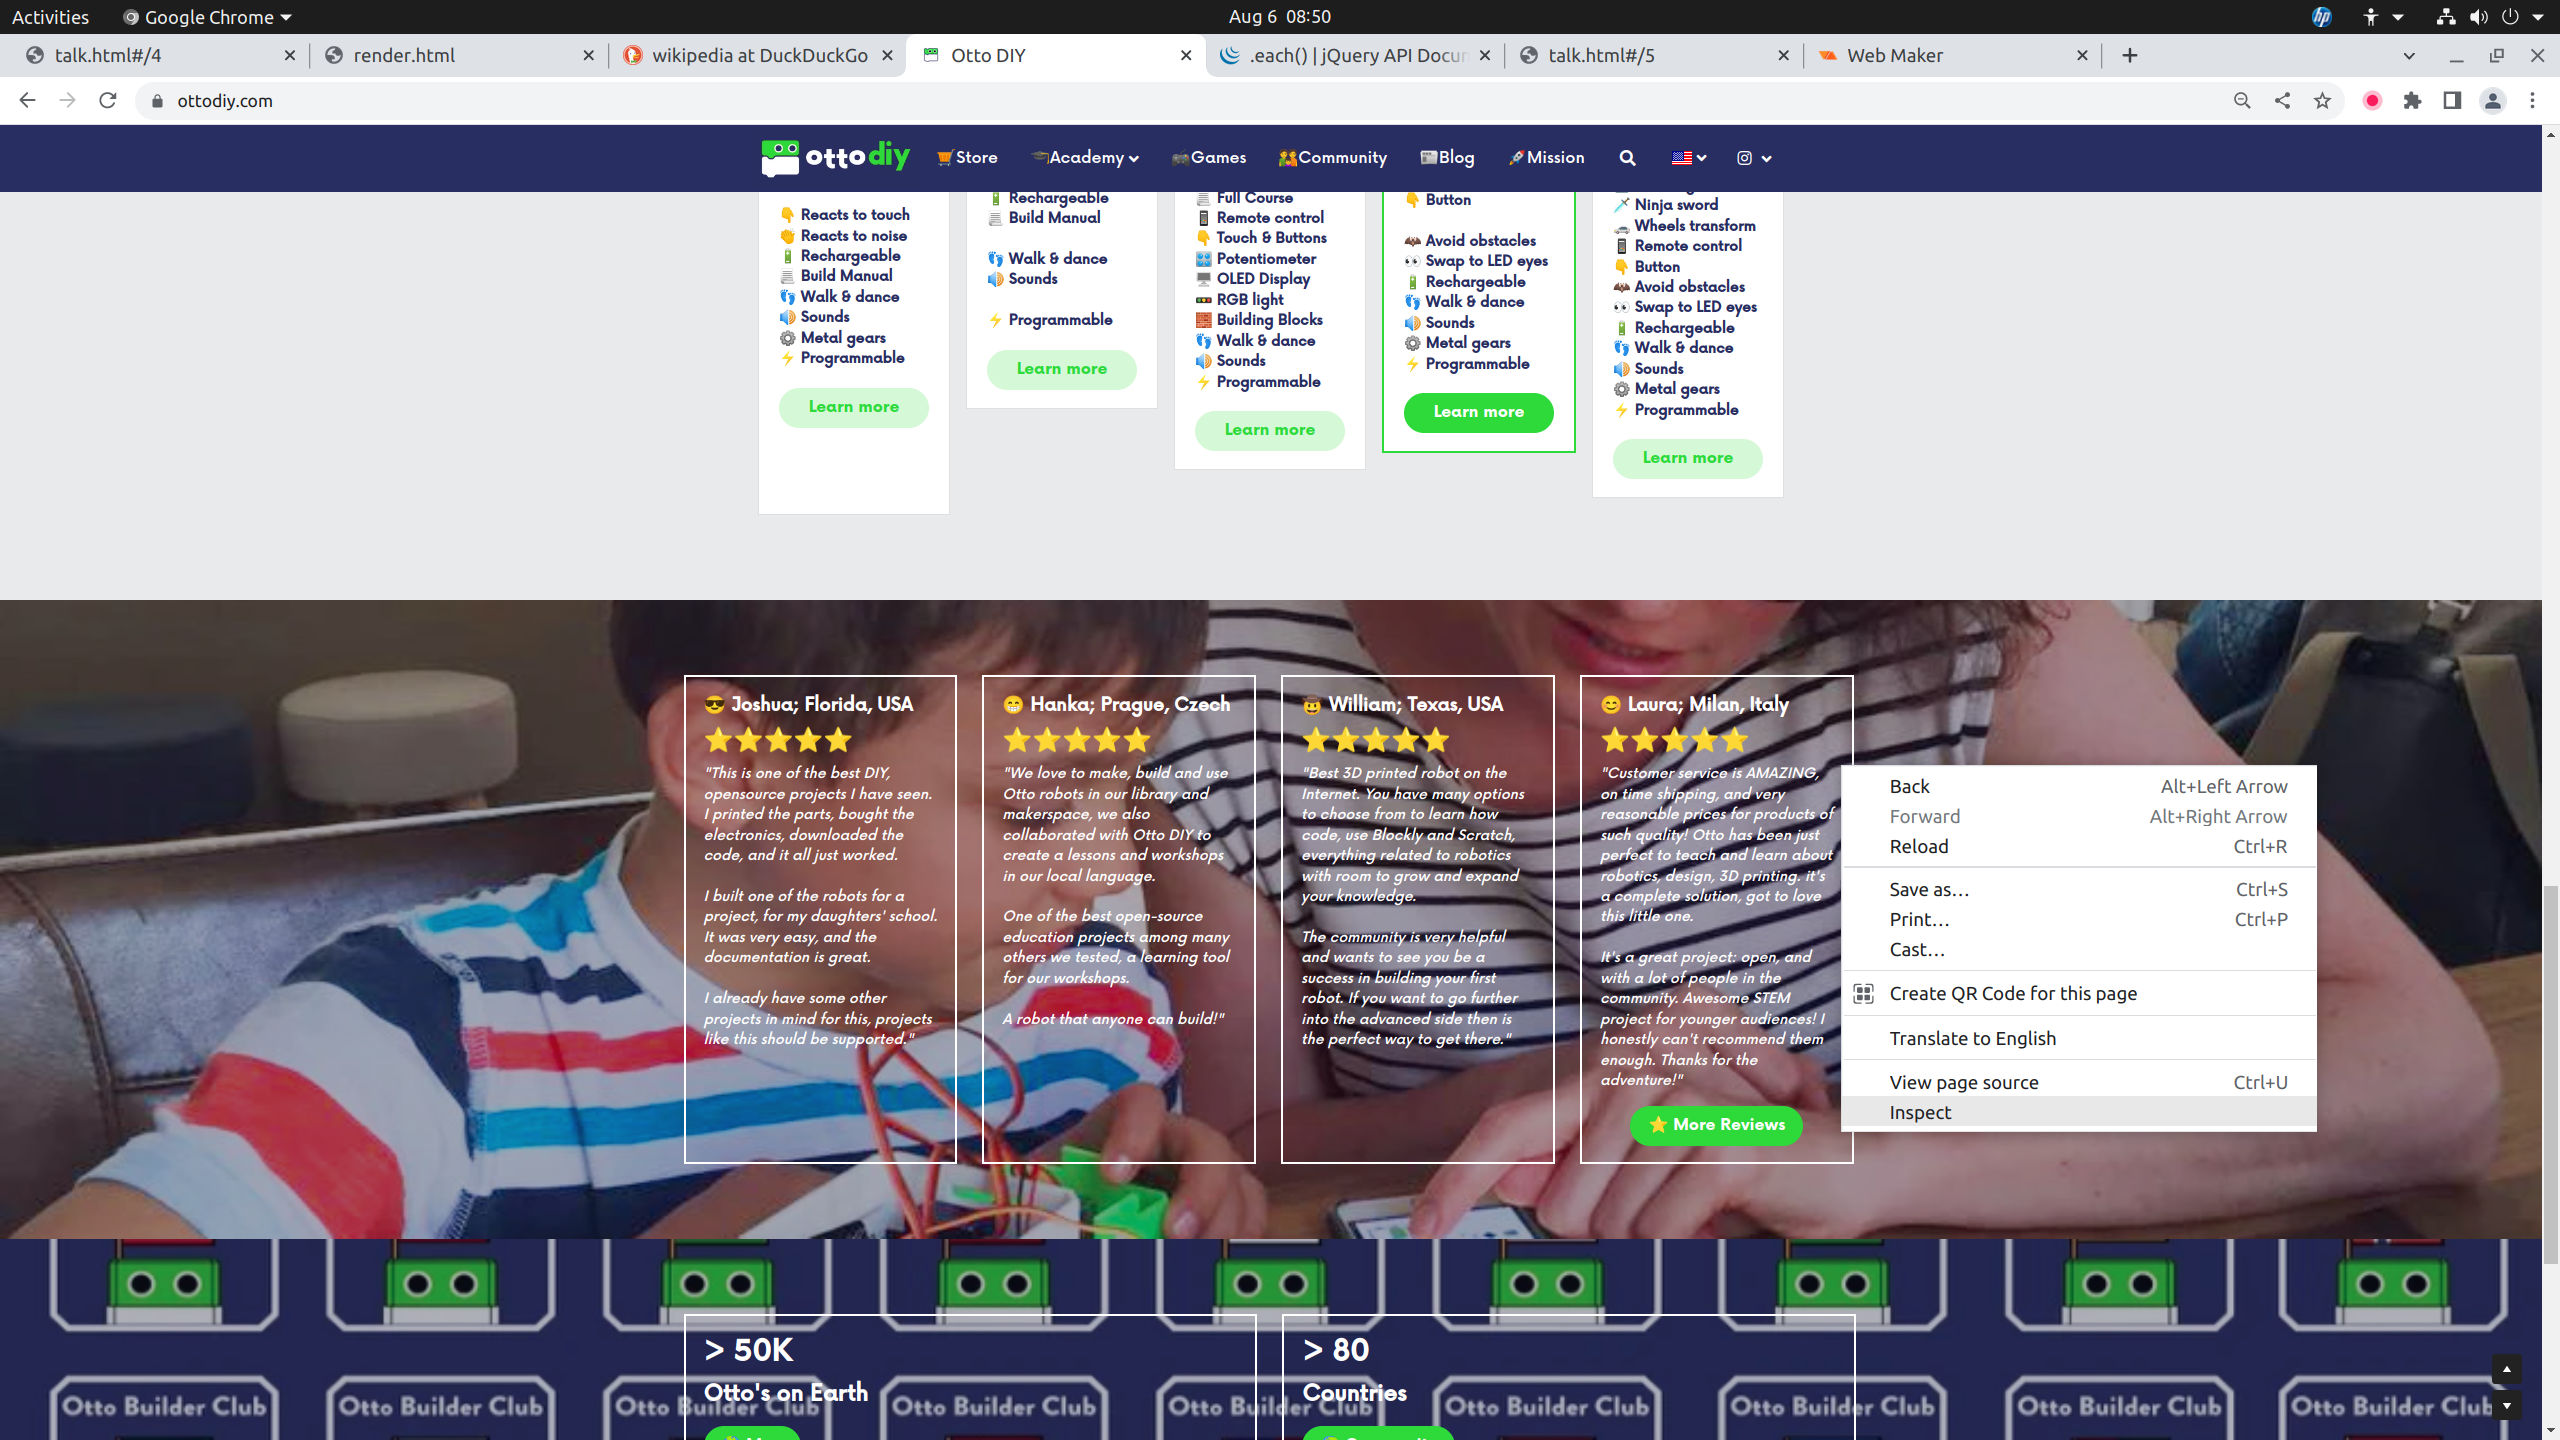 Activities
Google Chrome
Aug 6 08:50
talk.html#/4
render.html
wikipedia at DuckDuckGo
Otto DIY
.each() | jQuery API Docu
talk.html#/5
Web Maker
ottodiy.com
otto diy
🛒Store
🎓Academy
🎮Games
👫Community
📰Blog
🚀Mission
👇 Reacts to touch
👏 Reacts to noise
🔋 Rechargeable
📃 Build Manual
👣 Walk & dance
🔊 Sounds
⚙️ Metal gears
⚡ Programmable
Learn more
🔋 Rechargeable
📃 Build Manual
👣 Walk & dance
🔊 Sounds
⚡ Programmable
Learn more
📃 Full Course
📱 Remote control
👇 Touch & Buttons
🎛️ Potentiometer
🖥️ OLED Display
🚥 RGB light
🧱 Building Blocks
👣 Walk & dance
🔊 Sounds
⚡ Programmable
Learn more
👇 Button
🦇 Avoid obstacles
👀 Swap to LED eyes
🔋 Rechargeable
👣 Walk & dance
🔊 Sounds
⚙️ Metal gears
⚡ Programmable
Learn more
🗡️ Ninja sword
🚗 Wheels transform
📱 Remote control
👇 Button
🦇 Avoid obstacles
👀 Swap to LED eyes
🔋 Rechargeable
👣 Walk & dance
🔊 Sounds
⚙️ Metal gears
⚡ Programmable
Learn more
😎 Joshua; Florida, USA
⭐⭐⭐⭐⭐
"This is one of the best DIY,
opensource projects I have seen.
I printed the parts, bought the
electronics, downloaded the
code, and it all just worked.
I built one of the robots for a
project, for my daughters' school.
It was very easy, and the
documentation is great.
I already have some other
projects in mind for this, projects
like this should be supported."
😁 Hanka; Prague, Czech
⭐⭐⭐⭐⭐
"We love to make, build and use
Otto robots in our library and
makerspace, we also
collaborated with Otto DIY to
create a lessons and workshops
in our local language.
One of the best open-source
education projects among many
others we tested, a learning tool
for our workshops.
A robot that anyone can build!"
🤠 William; Texas, USA
⭐⭐⭐⭐⭐
"Best 3D printed robot on the
Internet. You have many options
to choose from to learn how
code, use Blockly and Scratch,
everything related to robotics
with room to grow and expand
your knowledge.
The community is very helpful
and wants to see you be a
success in building your first
robot. If you want to go further
into the advanced side then is
the perfect way to get there."
😊 Laura; Milan, Italy
⭐⭐⭐⭐⭐
"Customer service is AMAZING,
on time shipping, and very
reasonable prices for products of
such quality! Otto has been just
perfect to teach and learn about
robotics, design, 3D printing. it's
a complete solution, got to love
this little one.
It's a great project: open, and
with a lot of people in the
community. Awesome STEM
project for younger audiences! I
honestly can't recommend them
enough. Thanks for the
adventure!"
⭐ More Reviews
Back Alt+Left Arrow
Forward Alt+Right Arrow
Reload Ctrl+R
Save as... Ctrl+S
Print... Ctrl+P
Cast...
Create QR Code for this page
Translate to English
View page source Ctrl+U
Inspect
> 50K
Otto's on Earth
> 80
Countries
Otto Builder Club Otto Builder Club Otto Builder Club Otto Builder Club Otto Builder Club Otto Builder Club Otto Builder Club Otto Builder Club Otto Builder Club